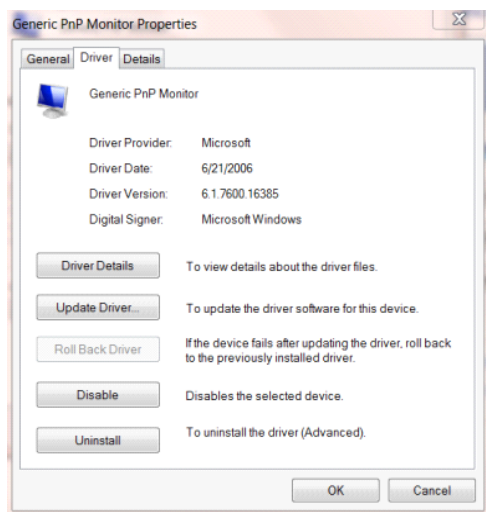 Generic PnP Monitor Properties
General Driver Details
Generic PnP Monitor
Driver Provider: Microsoft
Driver Date: 6/21/2006
Driver Version: 6.1.7600.16385
Digital Signer: Microsoft Windows
Driver Details To view details about the driver files.
Update Driver... To update the driver software for this device.
Roll Back Driver If the device fails after updating the driver, roll back
to the previously installed driver.
Disable Disables the selected device.
Uninstall To uninstall the driver (Advanced).
OK Cancel